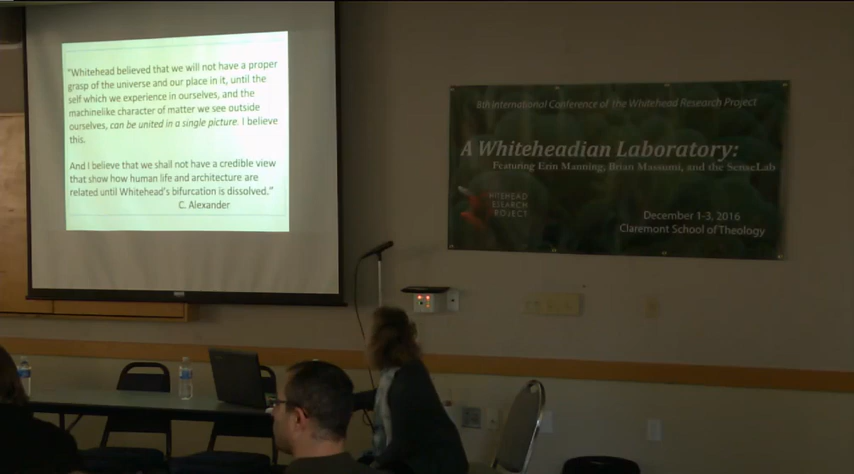 "Whitehead believed that we will not have a proper
grasp of the universe and our place in it, until the
self which we experience in ourselves, and the
machinelike character of matter we see outside
ourselves, can be united in a single picture. I believe
this.
And I believe that we shall not have a credible view
that show how human life and architecture are
related until Whitehead's bifurcation is dissolved."
C. Alexander
8th International Conference of the Whitehead Research Project
A Whiteheadian Laboratory:
Featuring Erin Manning, Brian Massumi, and the SenseLab
WHITEHEAD
RESEARCH
PROJECT
December 1-3, 2016
Claremont School of Theology